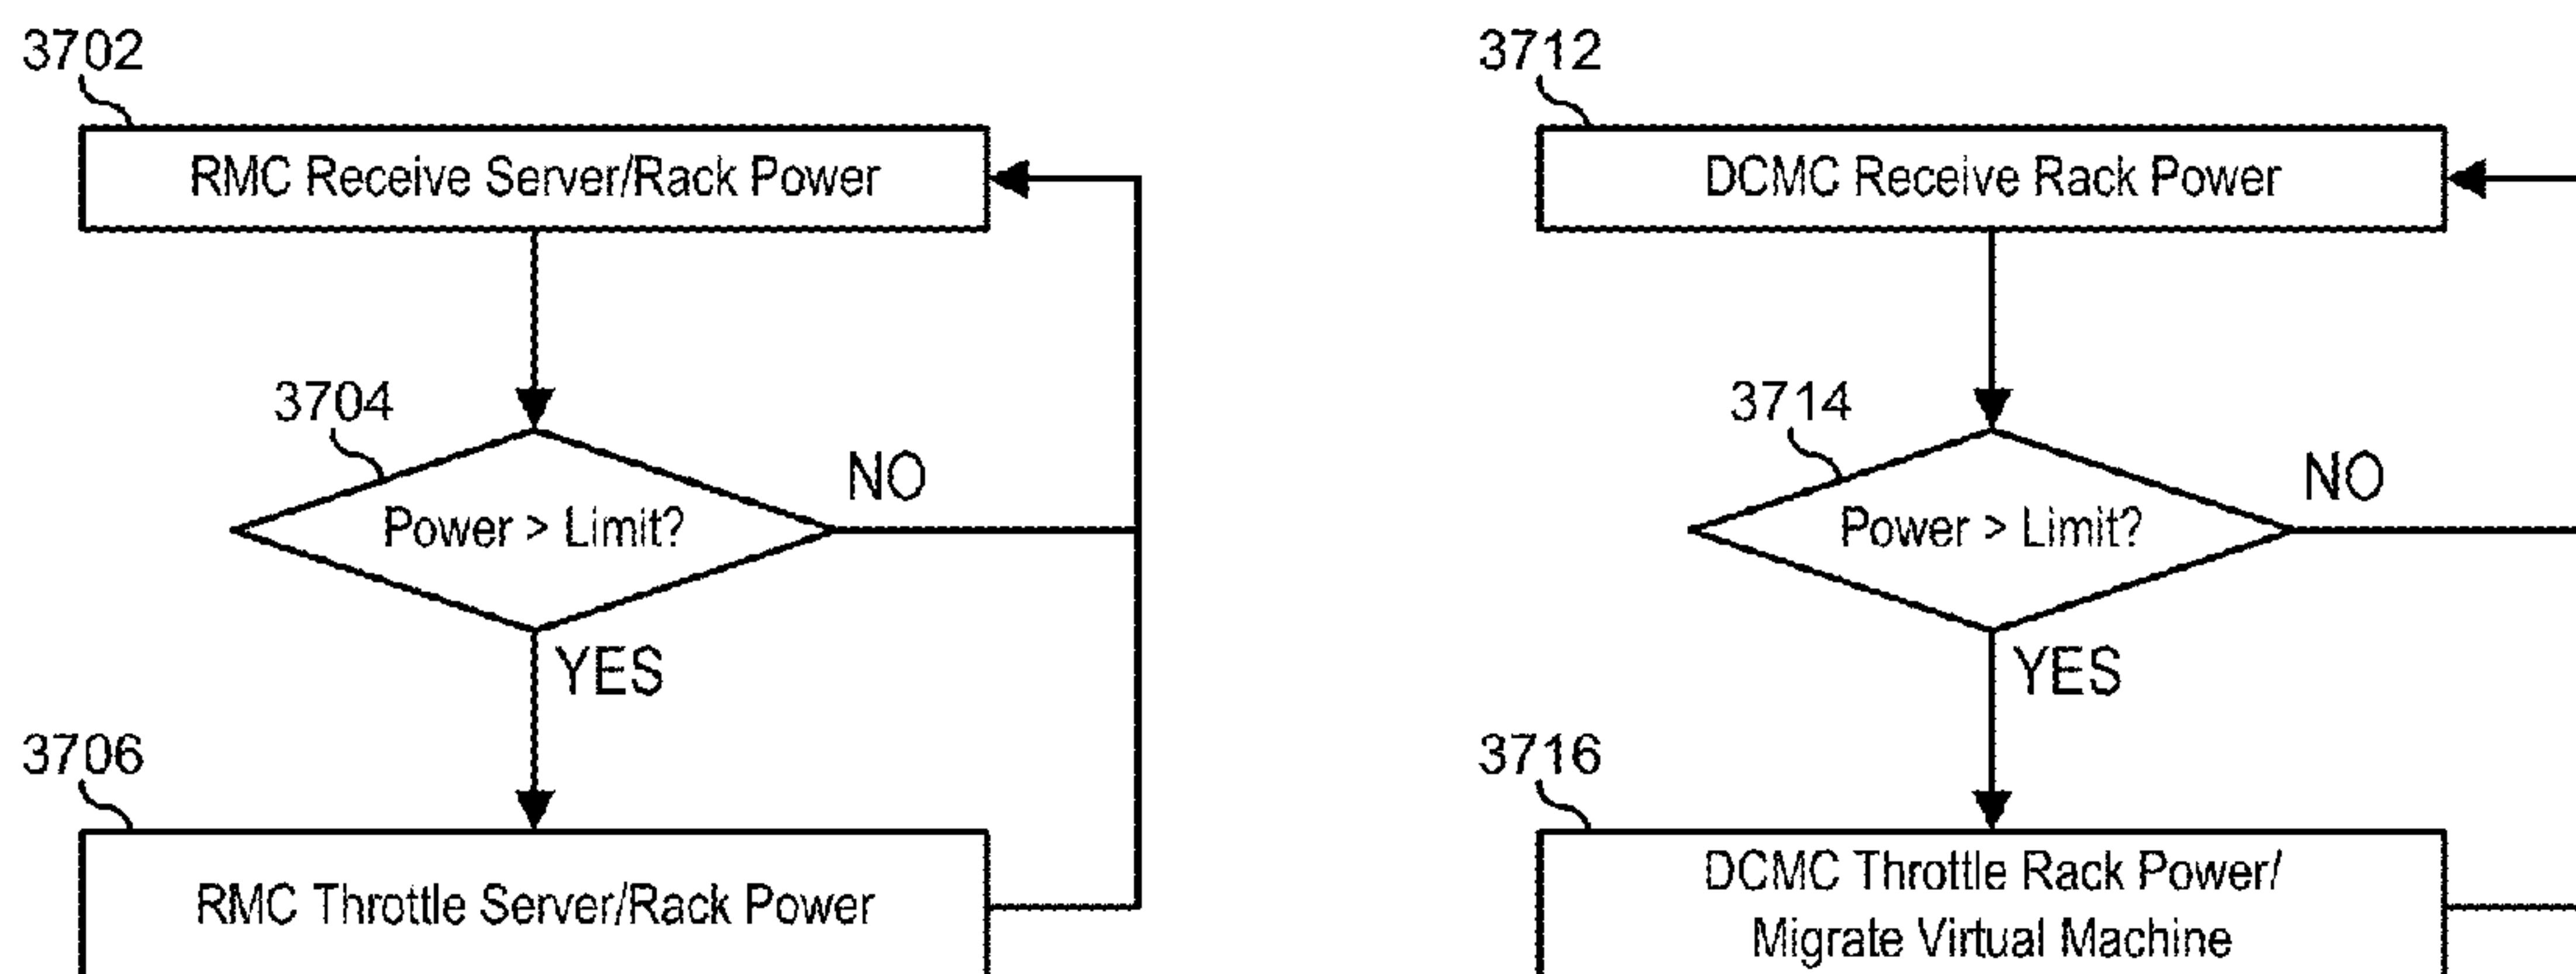 3702
RMC Receive Server/Rack Power
3704
Power > Limit?
NO
YES
3706
RMC Throttle Server/Rack Power
3712
DCMC Receive Rack Power
3714
Power > Limit?
NO
YES
3716
DCMC Throttle Rack Power/
Migrate Virtual Machine